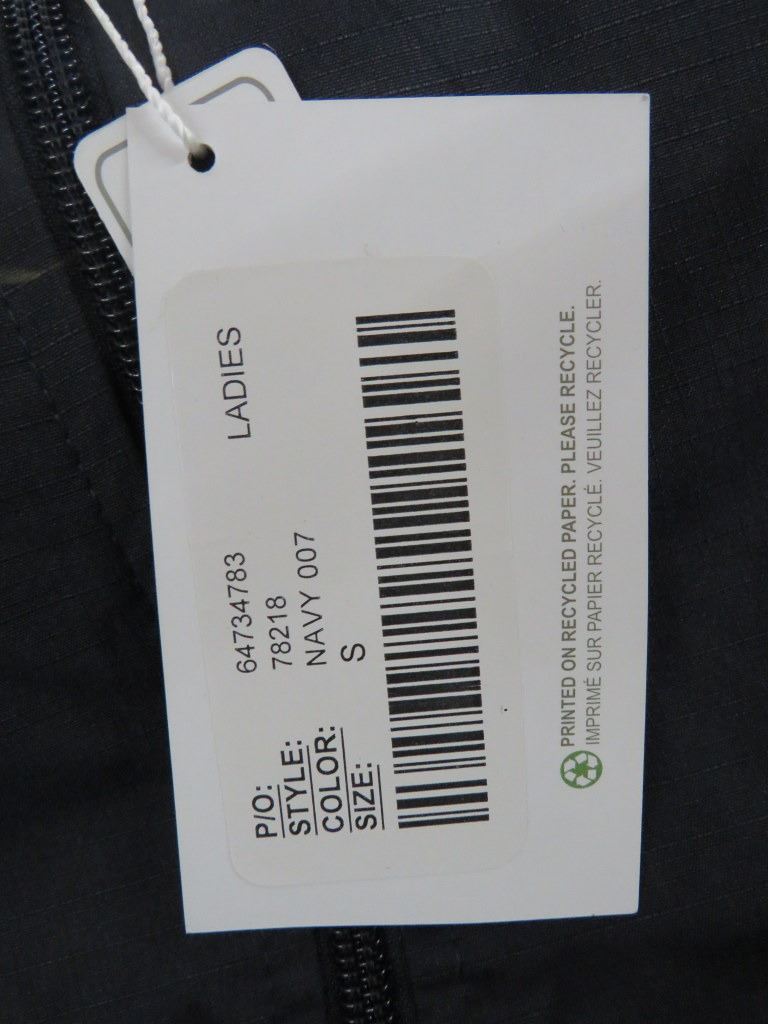 LADIES
P/O: 64734783
STYLE: 78218
COLOR: NAVY 007
SIZE: S
PRINTED ON RECYCLED PAPER. PLEASE RECYCLE.
IMPRIMÉ SUR PAPIER RECYCLÉ. VEUILLEZ RECYCLER.